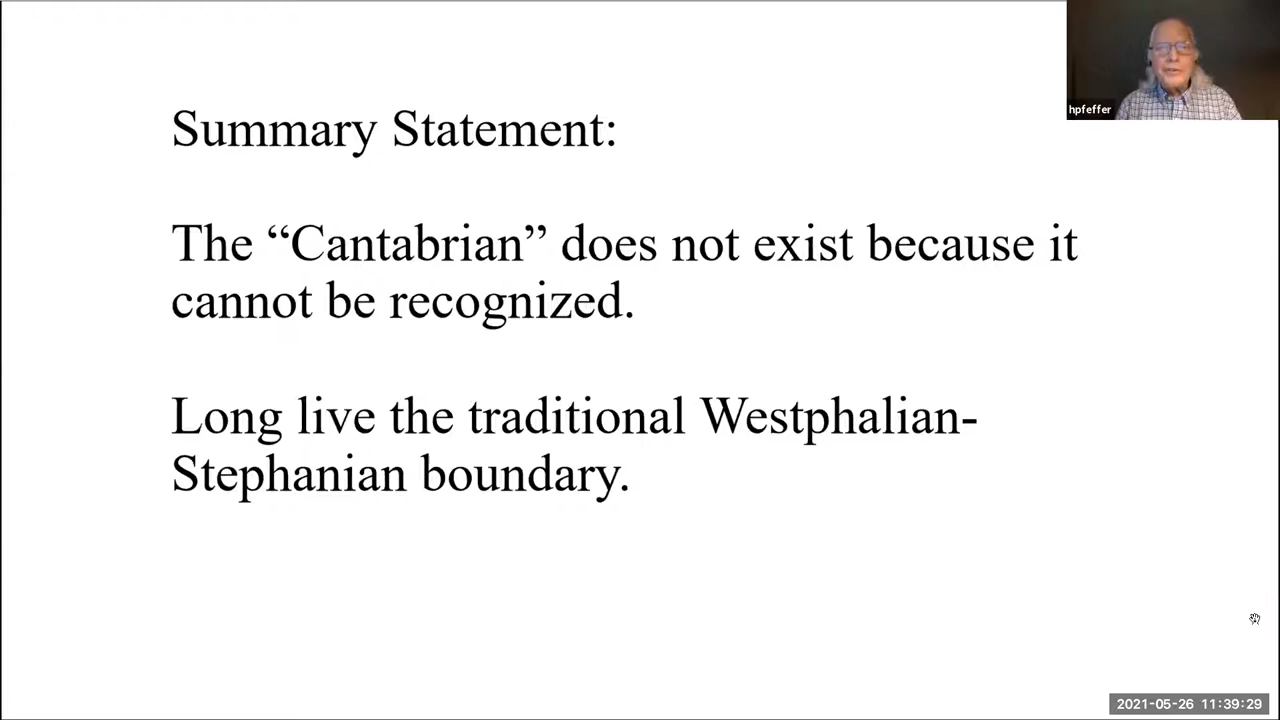 hpfeffer
Summary Statement:
The “Cantabrian” does not exist because it
cannot be recognized.
Long live the traditional Westphalian-
Stephanian boundary.
2021-05-26 11:39:29